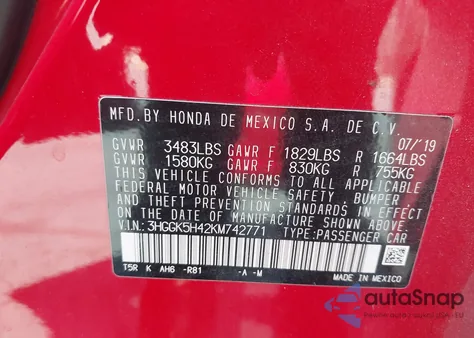 MFD.BY HONDA DE MEXICO S.A. DE C.V.
07/'19
GVWR 3483LBS GAWR F 1829LBS R 1664LBS
GVWR 1580KG GAWR F 830KG R 755KG
THIS VEHICLE CONFORMS TO ALL APPLICABLE
FEDERAL MOTOR VEHICLE SAFETY, BUMPER,
AND THEFT PREVENTION STANDARDS IN EFFECT ON
THE DATE OF MANUFACTURE SHOWN ABOVE.
V.I.N.: 3HGGK5H42KM742771 TYPE:PASSENGER CAR
T5R K AH6 -R81 -A -M
MADE IN MEXICO
autoSnap